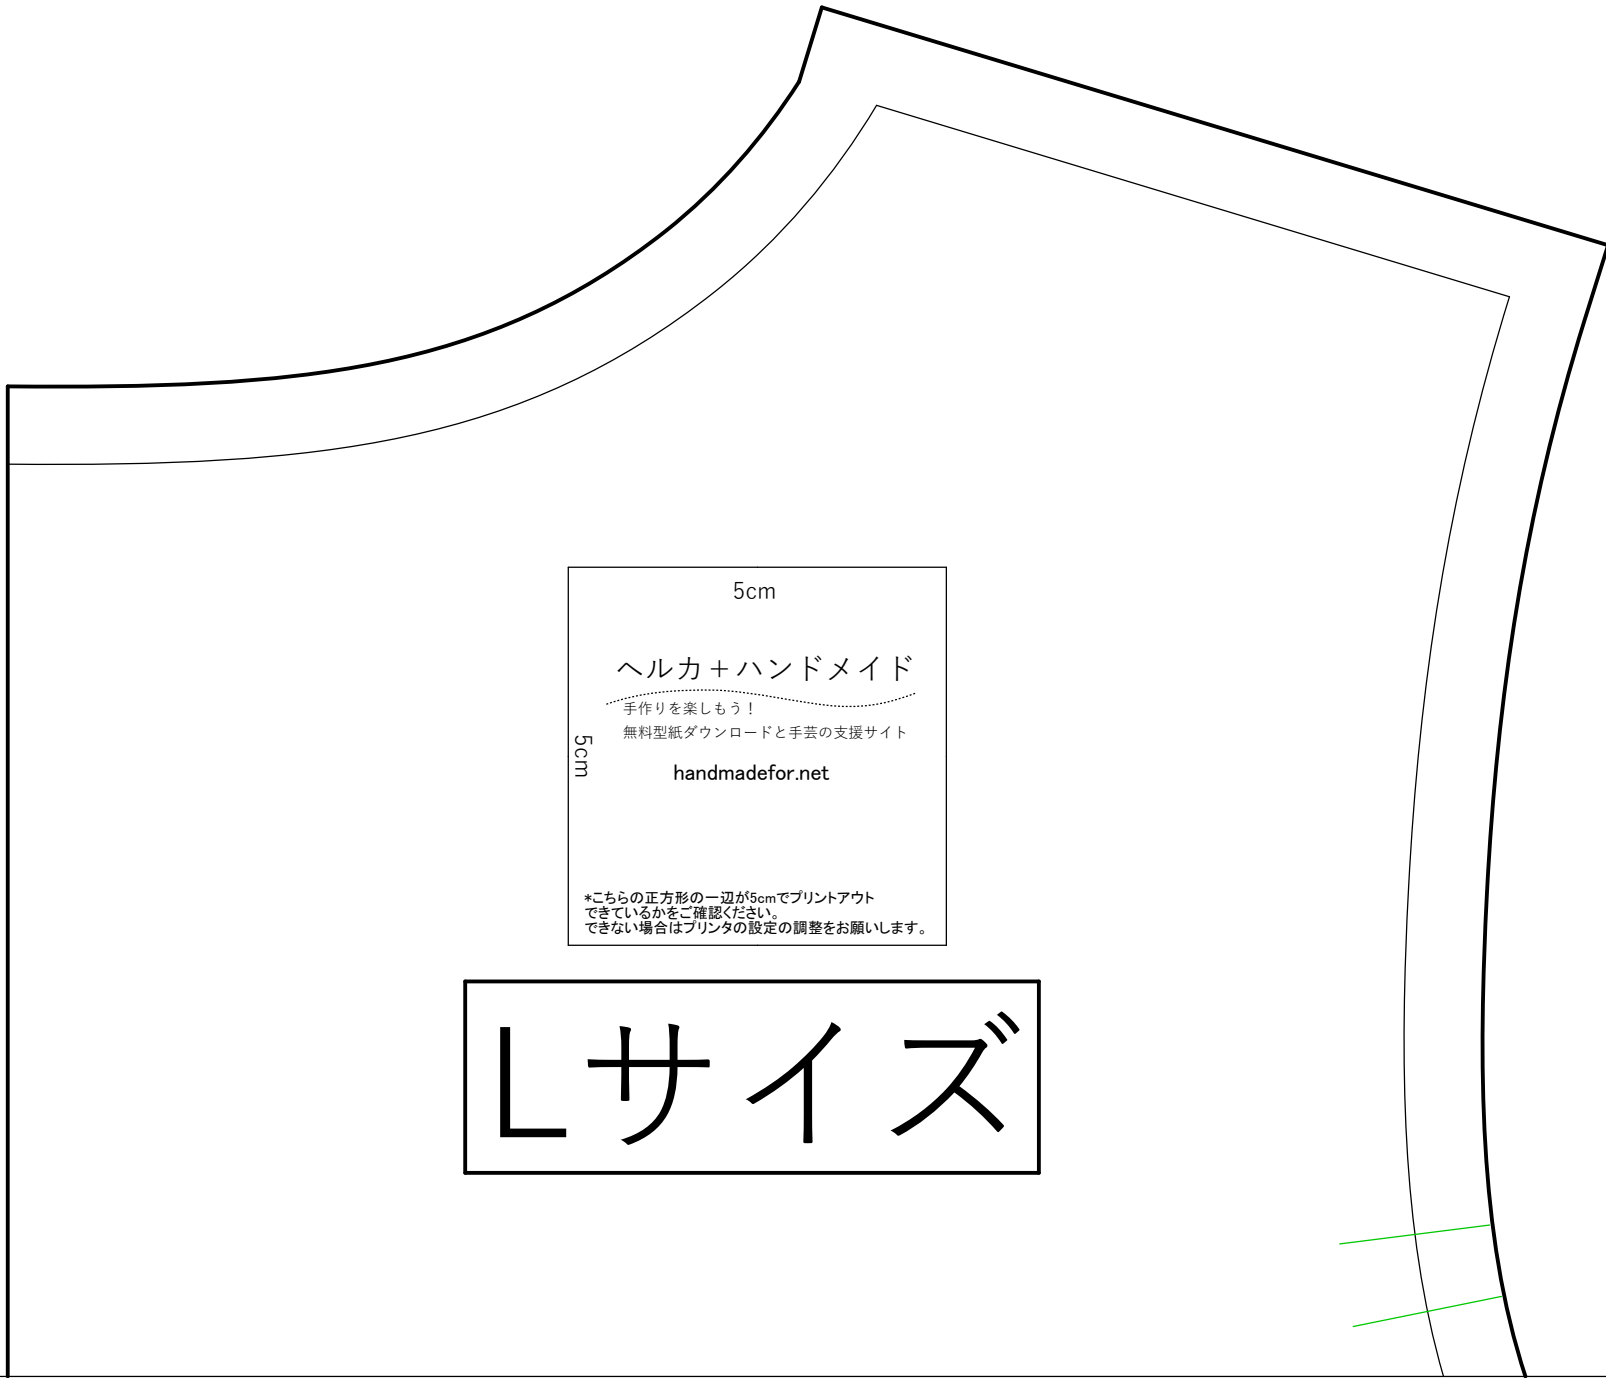 5cm
ヘルカ+ハンドメイド
手作りを楽しもう！
無料型紙ダウンロードと手芸の支援サイト
5cm
handmadefor.net
*こちらの正方形の一辺が5cmでプリントアウト
できているかをご確認ください。
できない場合はプリンタの設定の調整をお願いします。
Lサイズ